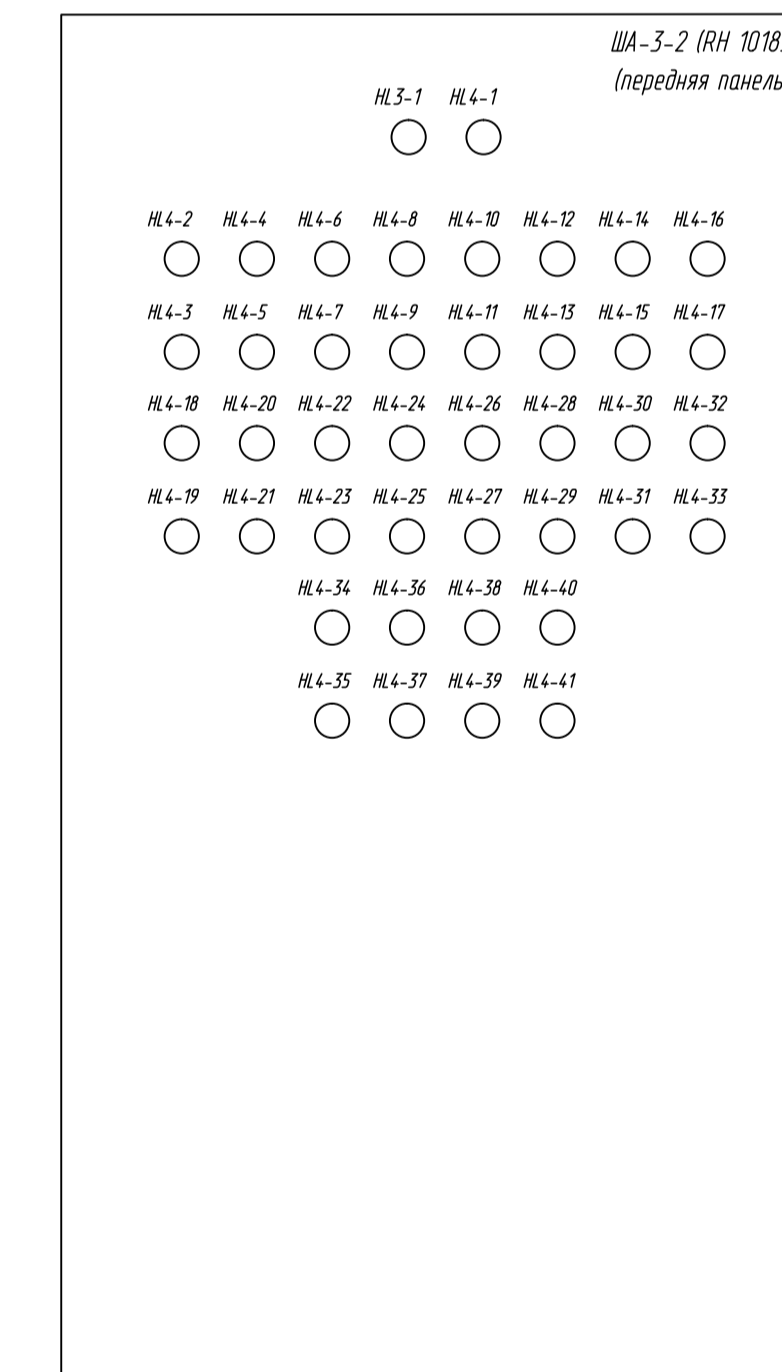 ША-3-2 (RH 1018.
(передняя панель
HL3-1 HL4-1
HL4-2 HL4-4 HL4-6 HL4-8 HL4-10 HL4-12 HL4-14 HL4-16
HL4-3 HL4-5 HL4-7 HL4-9 HL4-11 HL4-13 HL4-15 HL4-17
HL4-18 HL4-20 HL4-22 HL4-24 HL4-26 HL4-28 HL4-30 HL4-32
HL4-19 HL4-21 HL4-23 HL4-25 HL4-27 HL4-29 HL4-31 HL4-33
HL4-34 HL4-36 HL4-38 HL4-40
HL4-35 HL4-37 HL4-39 HL4-41